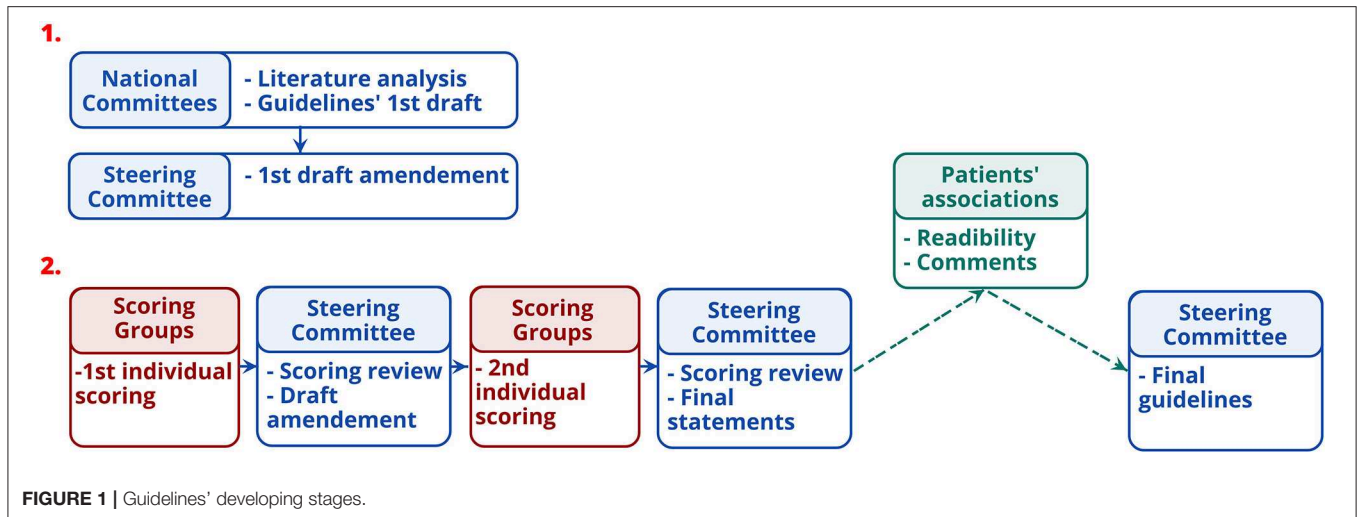 1.
National
Committees
- Literature analysis
- Guidelines' 1st draft
Steering
Committee
- 1st draft amendement
2.
Scoring
Groups
-1st individual
scoring
Steering
Committee
- Scoring review
- Draft
amendement
Scoring
Groups
- 2nd
individual
scoring
Steering
Committee
- Scoring review
- Final
statements
Patients'
associations
- Readibility
- Comments
Steering
Committee
- Final
guidelines
FIGURE 1 | Guidelines' developing stages.